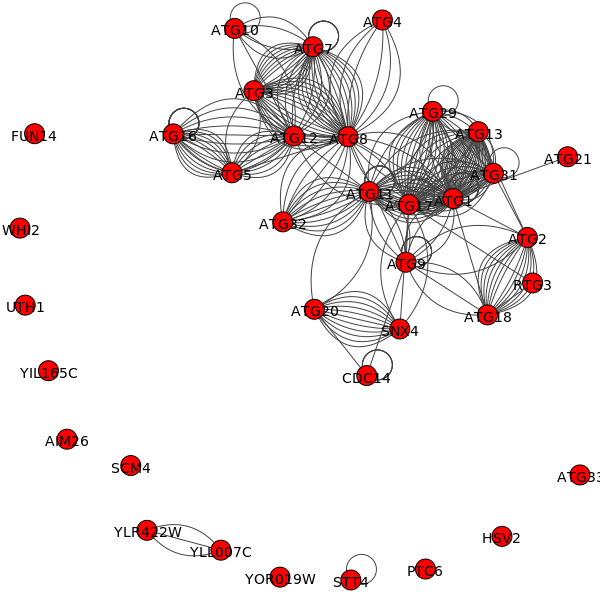 ATG10
ATG4
ATG7
ATG3
ATG29
FUN14
ATG16
ATG12
ATG8
ATG13
ATG21
ATG5
ATG31
ATG11
ATG17
ATG1
ATG32
WHI2
ATG2
ATG9
RTG3
UTH1
ATG20
ATG18
SNX4
YIL165C
CDC14
AIM26
SCM4
ATG33
YLR422W
HSV2
YLL007C
PTC6
YOR019W
STT4